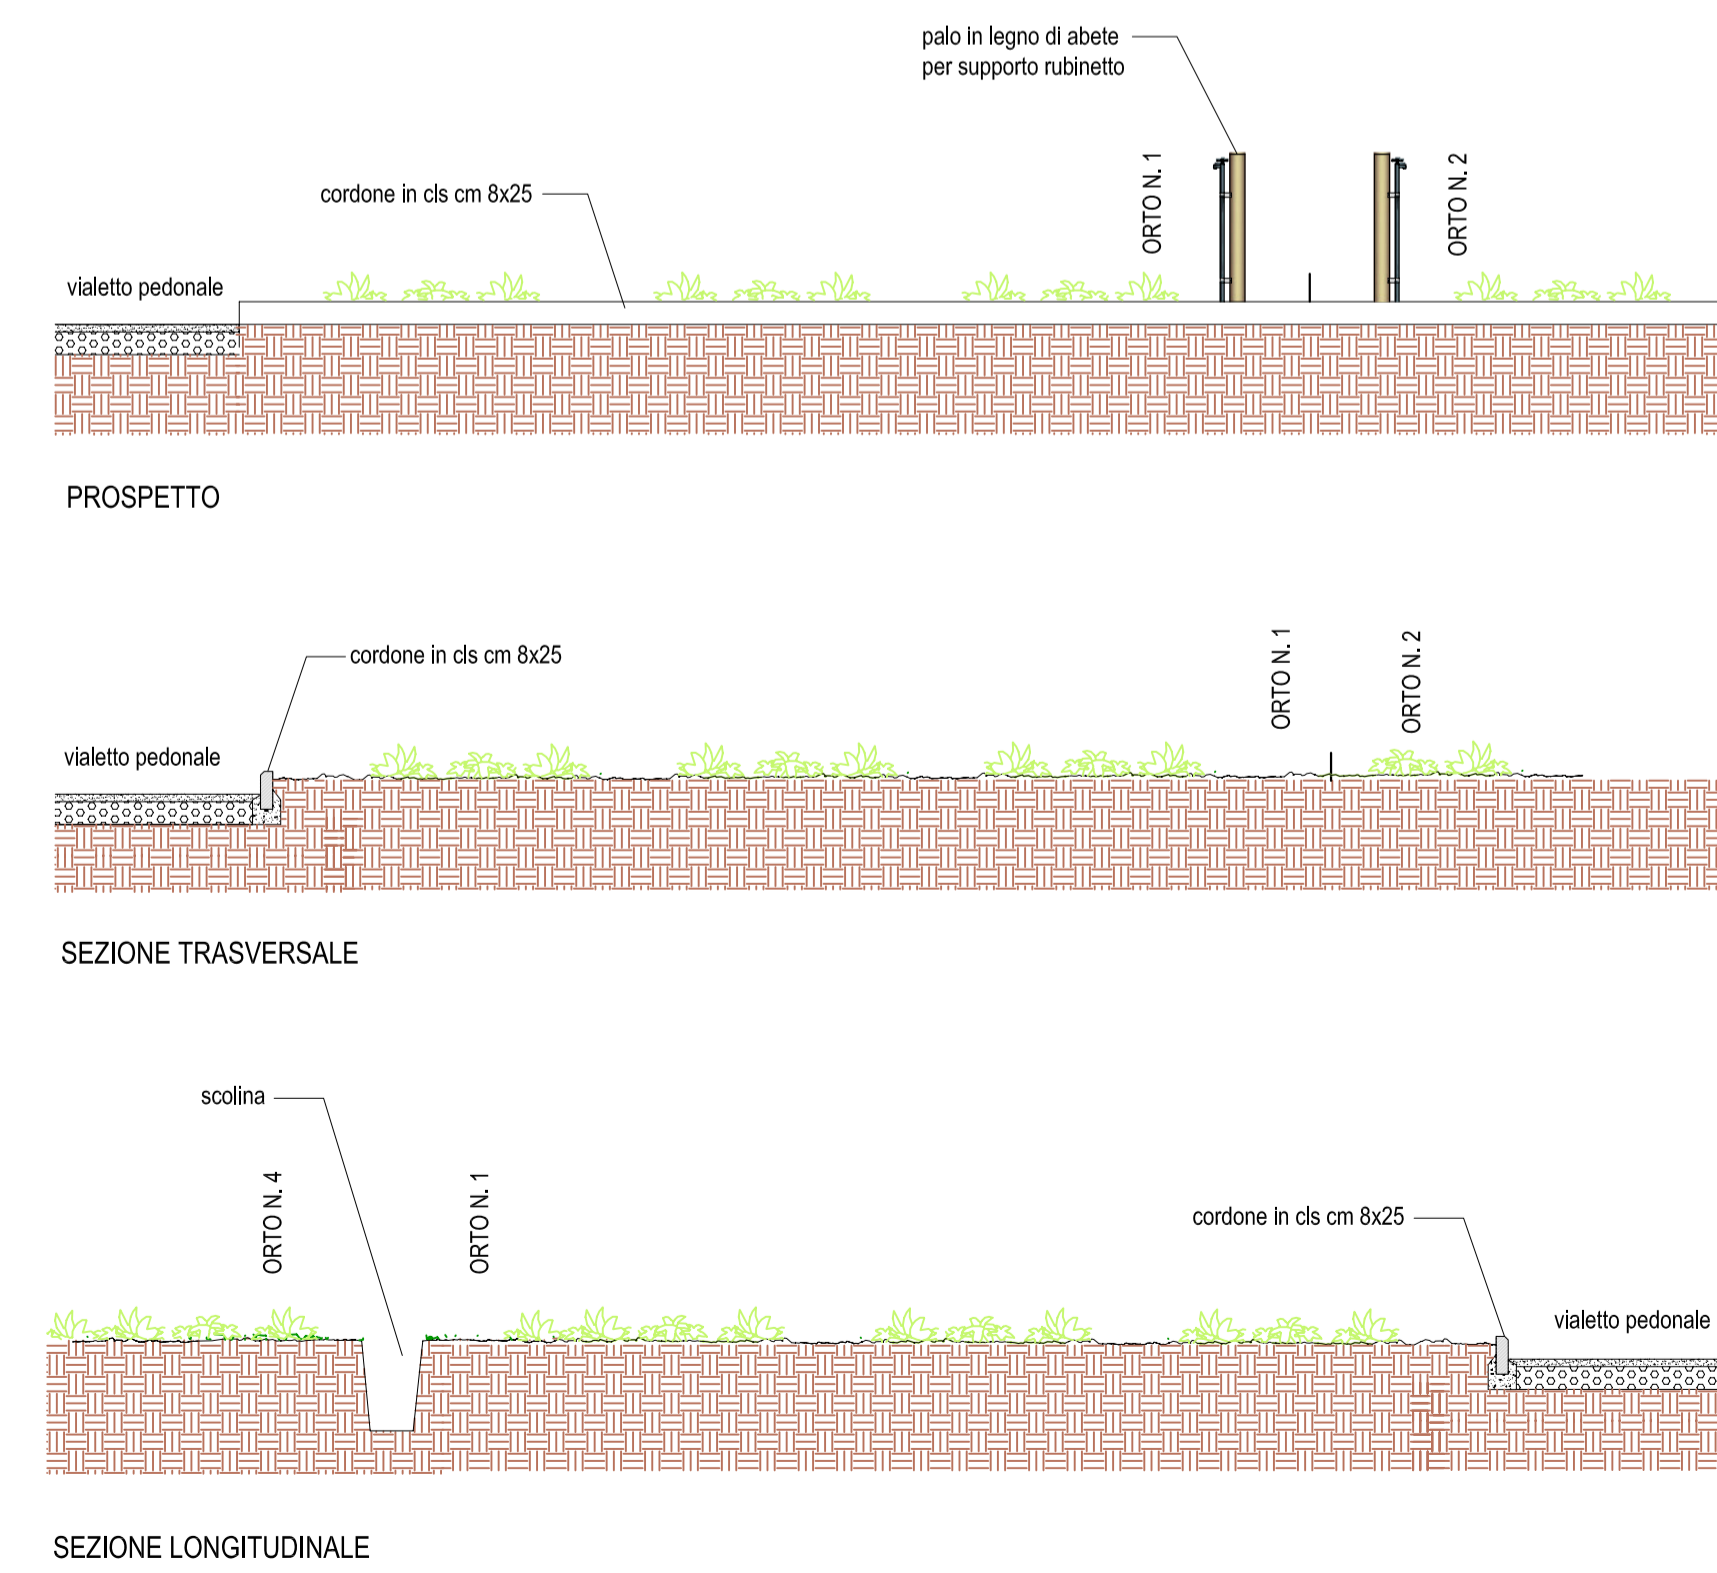 palo in legno di abete
per supporto rubinetto
ORTO N. 1
ORTO N. 2
cordone in cls cm 8x25
vialetto pedonale
PROSPETTO
ORTO N. 1
ORTO N. 2
cordone in cls cm 8x25
vialetto pedonale
SEZIONE TRASVERSALE
scolina
ORTO N. 4
ORTO N. 1
cordone in cls cm 8x25
vialetto pedonale
SEZIONE LONGITUDINALE